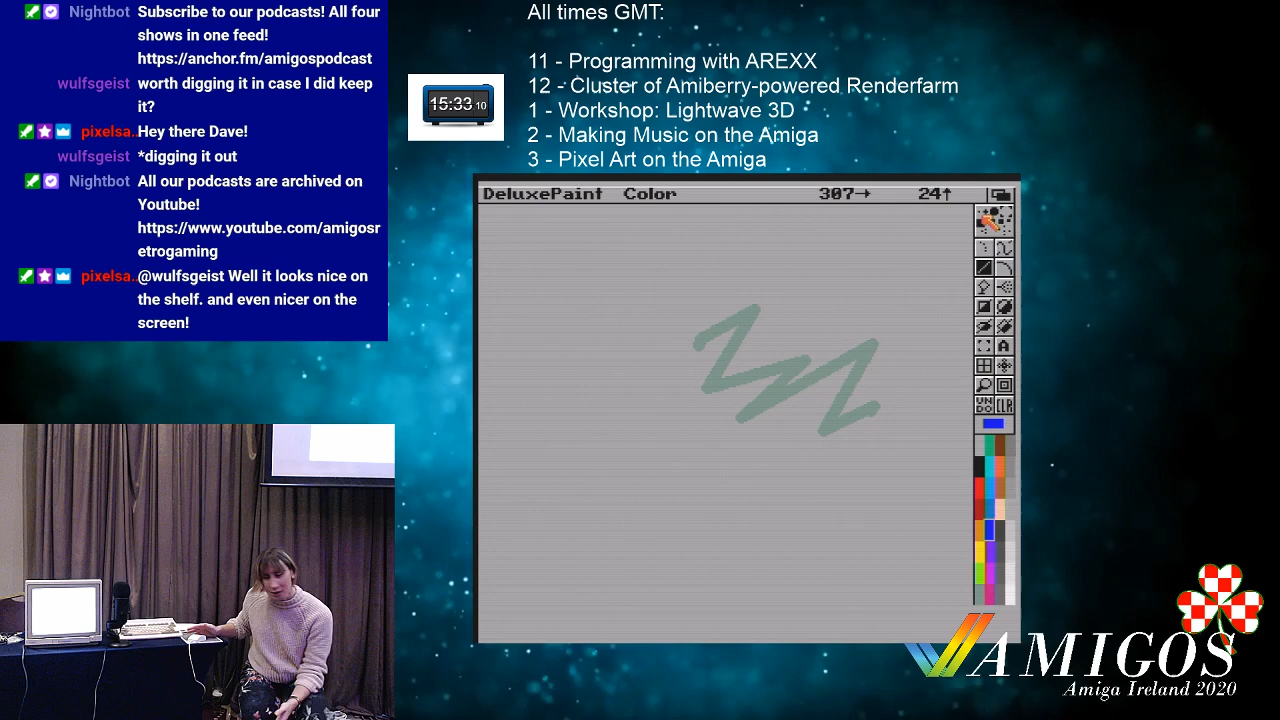 Nightbot Subscribe to our podcasts! All four
shows in one feed!
https://anchor.fm/amigospodcast
wulfsgeist worth digging it in case I did keep
it?
pixelsa.. Hey there Dave!
wulfsgeist *digging it out
Nightbot All our podcasts are archived on
Youtube!
https://www.youtube.com/amigosr
etrogaming
pixelsa.. @wulfsgeist Well it looks nice on
the shelf. and even nicer on the
screen!
All times GMT:
11 - Programming with AREXX
12 - Cluster of Amiberry-powered Renderfarm
1 - Workshop: Lightwave 3D
2 - Making Music on the Amiga
3 - Pixel Art on the Amiga
15:33 10
DeluxePaint Color 307→ 24↑
A
UN
DO
CLR
AMIGOS
Amiga Ireland 2020